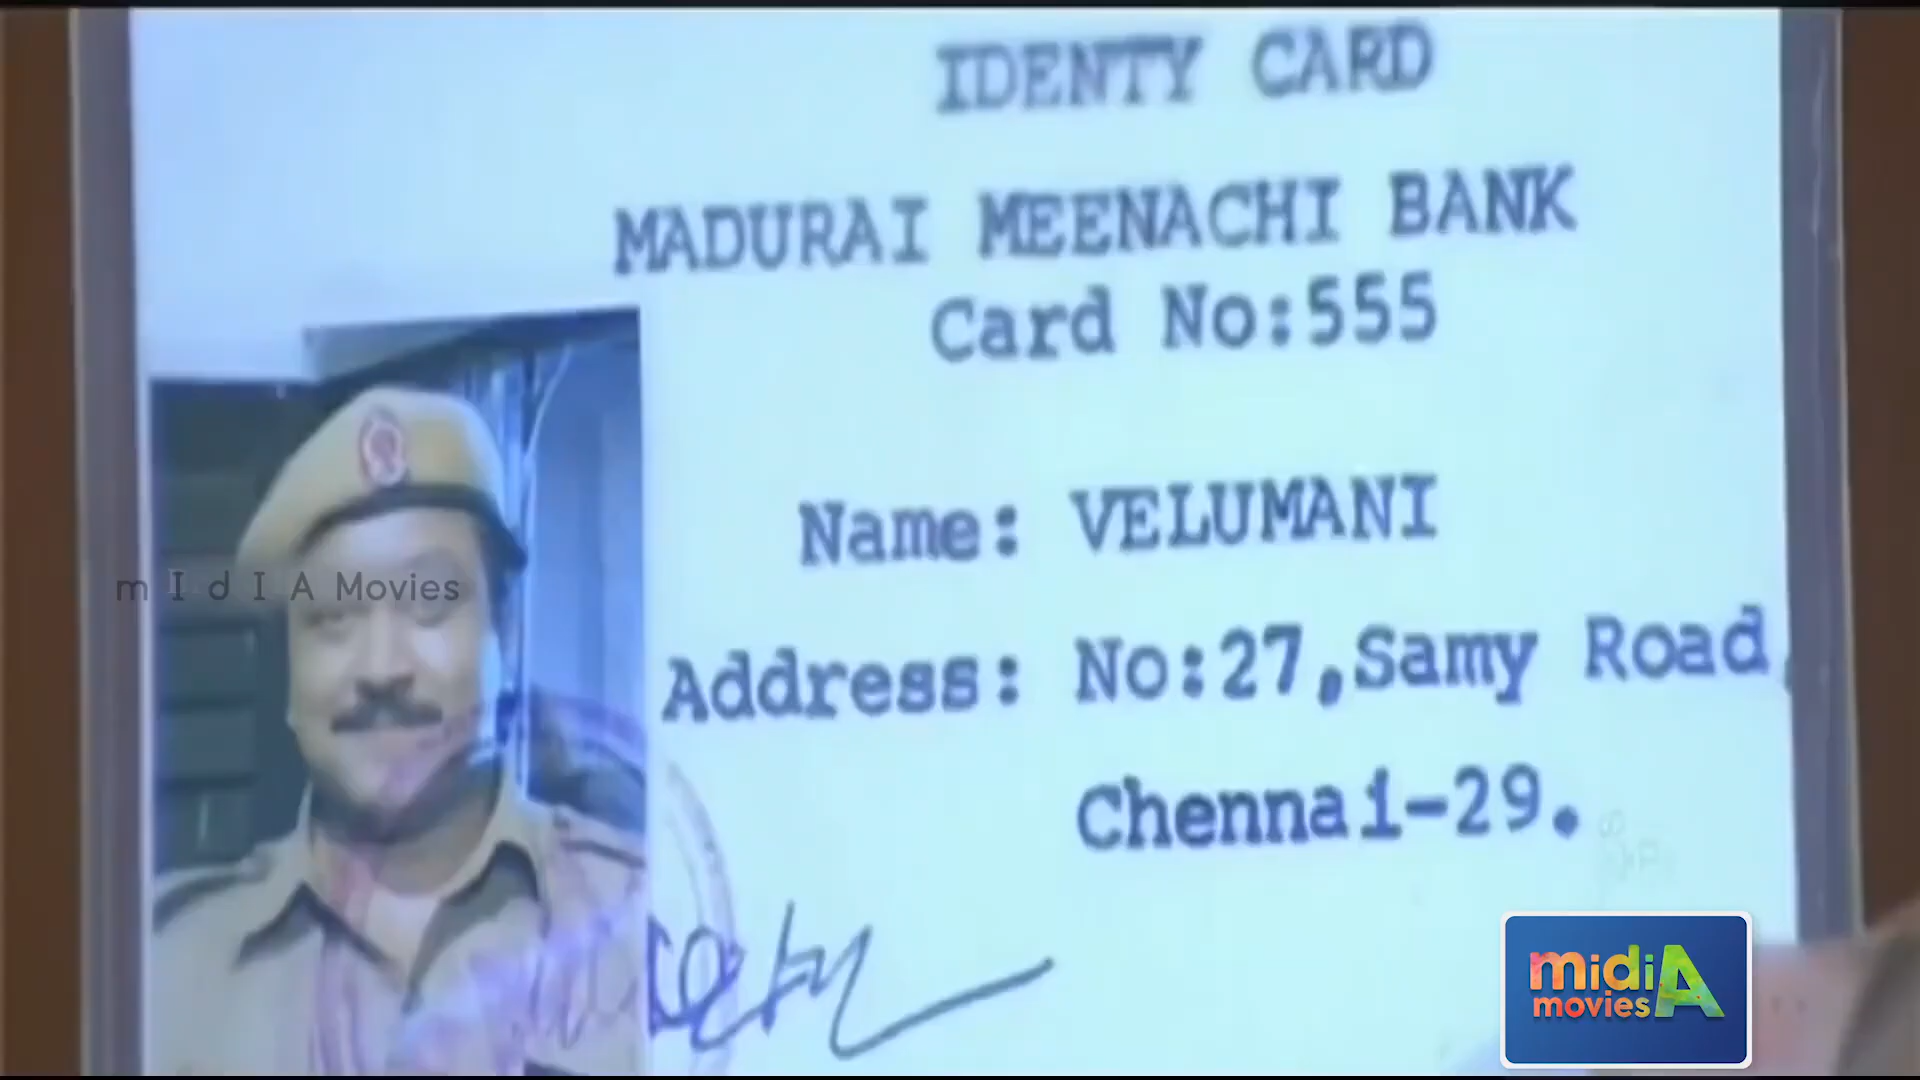 IDENTY CARD
MADURAI MEENACHI BANK
Card No:555
Name: VELUMANI
m I d I A Movies
Address: No:27,Samy Road
Chennai-29.
midiA
movies